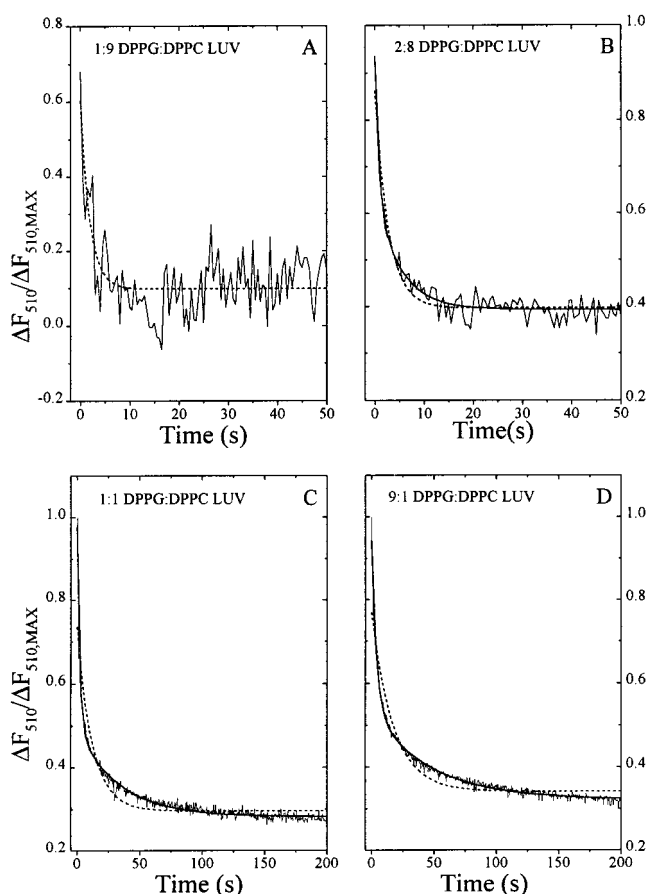 1:9 DPPG:DPPC LUV A
2:8 DPPG:DPPC LUV B
0.8
0.6
0.4
0.2
0.0
-0.2
ΔF510/ΔF510,MAX
1.0
0.8
0.6
0.4
0.2
0 10 20 30 40 50
0 10 20 30 40 50
Time (s)
Time(s)
1:1 DPPG:DPPC LUV C
9:1 DPPG:DPPC LUV D
1.0
0.8
0.6
0.4
0.2
ΔF510/ΔF510,MAX
1.0
0.8
0.6
0.4
0.2
0 50 100 150 200
0 50 100 150 200
Time (s)
Time (s)